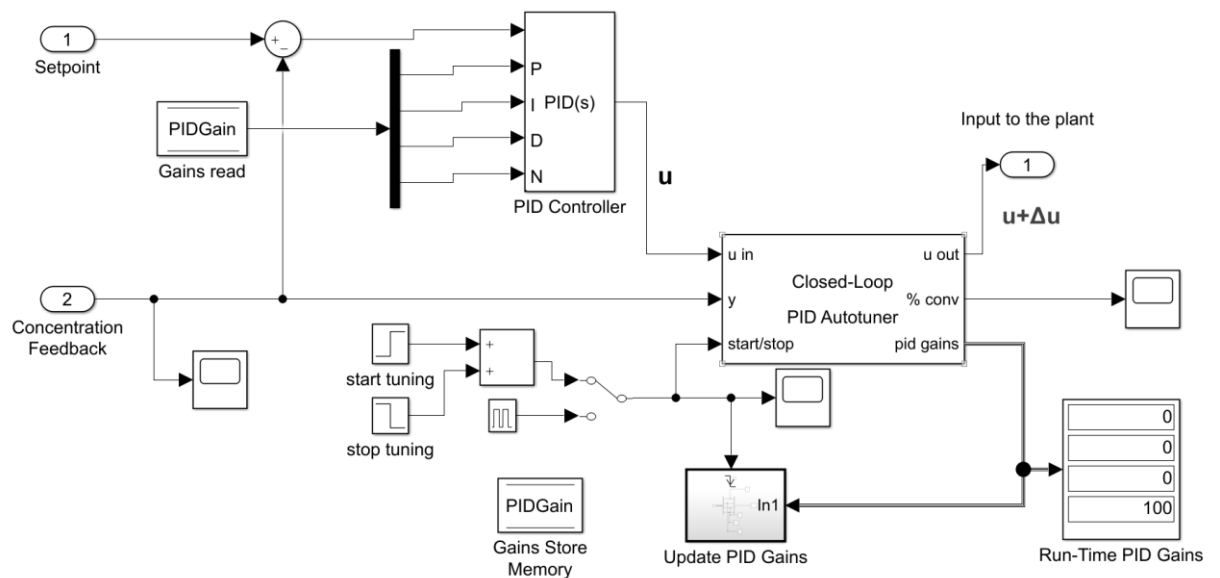 1
Setpoint
+
−
PIDGain
Gains read
P
I
D
N
PID(s)
PID Controller
u
Input to the plant
1
u+Δu
2
Concentration
Feedback
u in
y
start/stop
Closed-Loop
PID Autotuner
u out
% conv
pid gains
start tuning
stop tuning
+
+
PIDGain
Gains Store
Memory
In1
Update PID Gains
0
0
0
100
Run-Time PID Gains